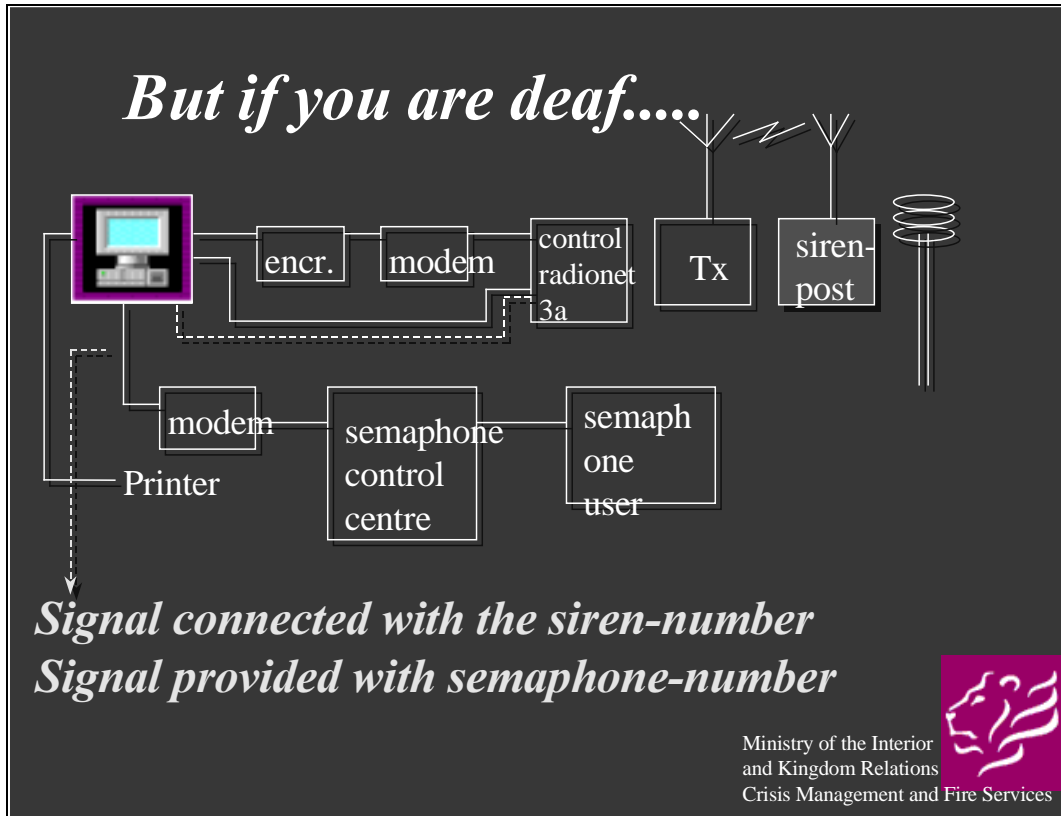 But if you are deaf.....
encr.
modem
control
radionet
3a
Tx
siren-
post
modem
semaphone
control
centre
semaph
one
user
Printer
Signal connected with the siren-number
Signal provided with semaphone-number
Ministry of the Interior
and Kingdom Relations
Crisis Management and Fire Services